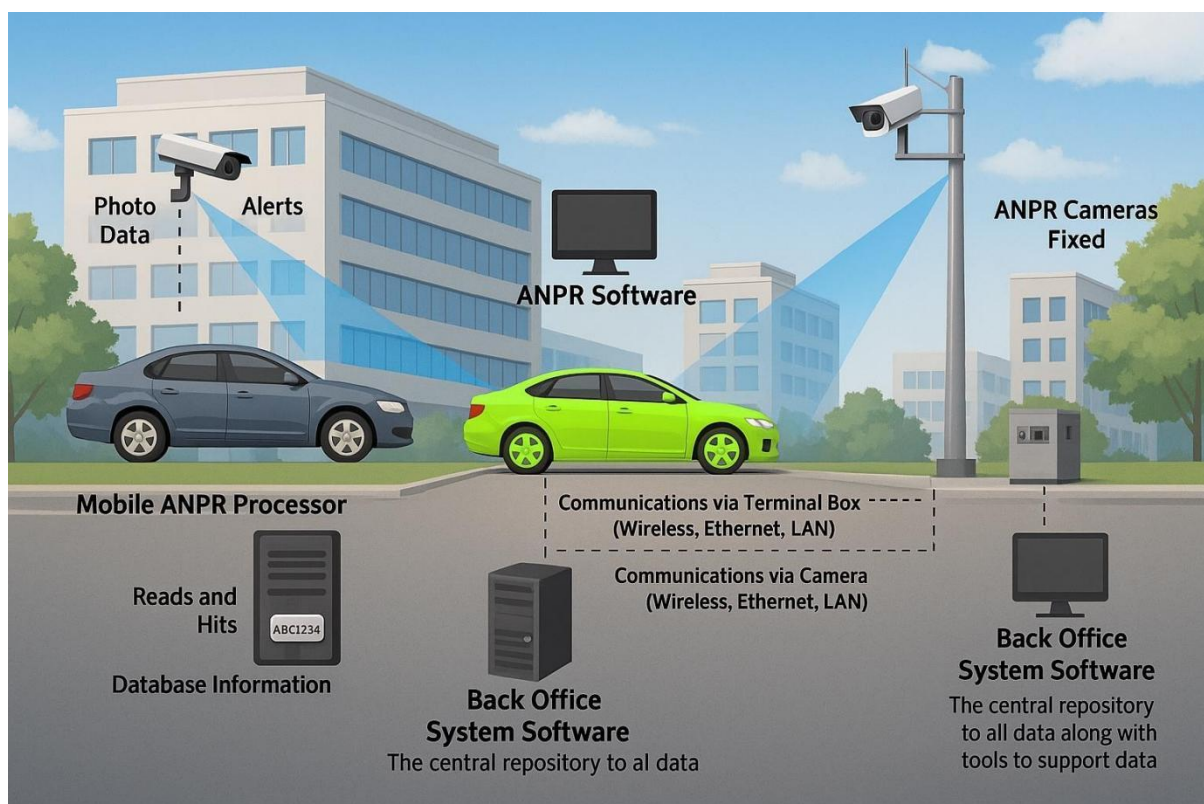 Photo
Data
Alerts
ANPR Software
ANPR Cameras
Fixed
Mobile ANPR Processor
Communications via Terminal Box
(Wireless, Ethernet, LAN)
Communications via Camera
(Wireless, Ethernet, LAN)
Reads and
Hits
ABC1234
Database Information
Back Office
System Software
The central repository to al data
Back Office
System Software
The central repository
to all data along with
tools to support data